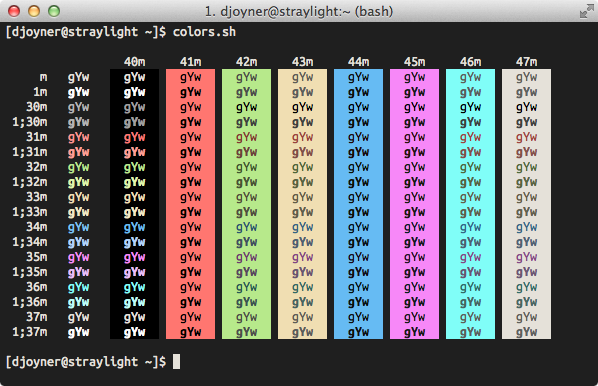 1. djoyner@straylight:~ (bash)
[djoyner@straylight ~]$ colors.sh
40m 41m 42m 43m 44m 45m 46m 47m
m gYw gYw gYw gYw gYw gYw gYw gYw gYw
1m gYw gYw gYw gYw gYw gYw gYw gYw gYw
30m gYw gYw gYw gYw gYw gYw gYw gYw gYw
1;30m gYw gYw gYw gYw gYw gYw gYw gYw gYw
31m gYw gYw gYw gYw gYw gYw gYw gYw gYw
1;31m gYw gYw gYw gYw gYw gYw gYw gYw gYw
32m gYw gYw gYw gYw gYw gYw gYw gYw gYw
1;32m gYw gYw gYw gYw gYw gYw gYw gYw gYw
33m gYw gYw gYw gYw gYw gYw gYw gYw gYw
1;33m gYw gYw gYw gYw gYw gYw gYw gYw gYw
34m gYw gYw gYw gYw gYw gYw gYw gYw gYw
1;34m gYw gYw gYw gYw gYw gYw gYw gYw gYw
35m gYw gYw gYw gYw gYw gYw gYw gYw gYw
1;35m gYw gYw gYw gYw gYw gYw gYw gYw gYw
36m gYw gYw gYw gYw gYw gYw gYw gYw gYw
1;36m gYw gYw gYw gYw gYw gYw gYw gYw gYw
37m gYw gYw gYw gYw gYw gYw gYw gYw gYw
1;37m gYw gYw gYw gYw gYw gYw gYw gYw gYw
[djoyner@straylight ~]$